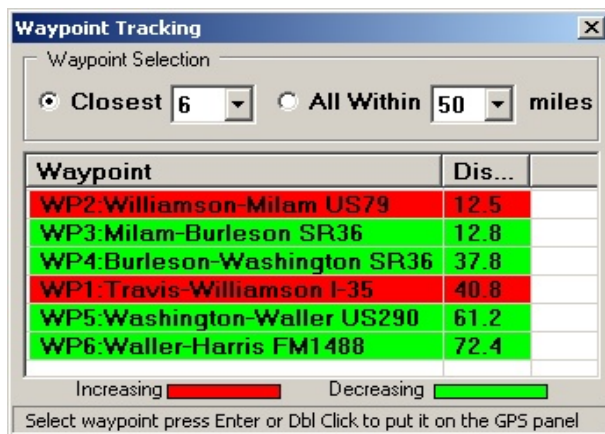 Waypoint Tracking
Waypoint Selection
Closest 6 All Within 50 miles
Waypoint Dis...
WP2:Williamson-Milam US79 12.5
WP3:Milam-Burleson SR36 12.8
WP4:Burleson-Washington SR36 37.8
WP1:Travis-Williamson I-35 40.8
WP5:Washington-Waller US290 61.2
WP6:Waller-Harris FM1488 72.4
Increasing Decreasing
Select waypoint press Enter or Dbl Click to put it on the GPS panel